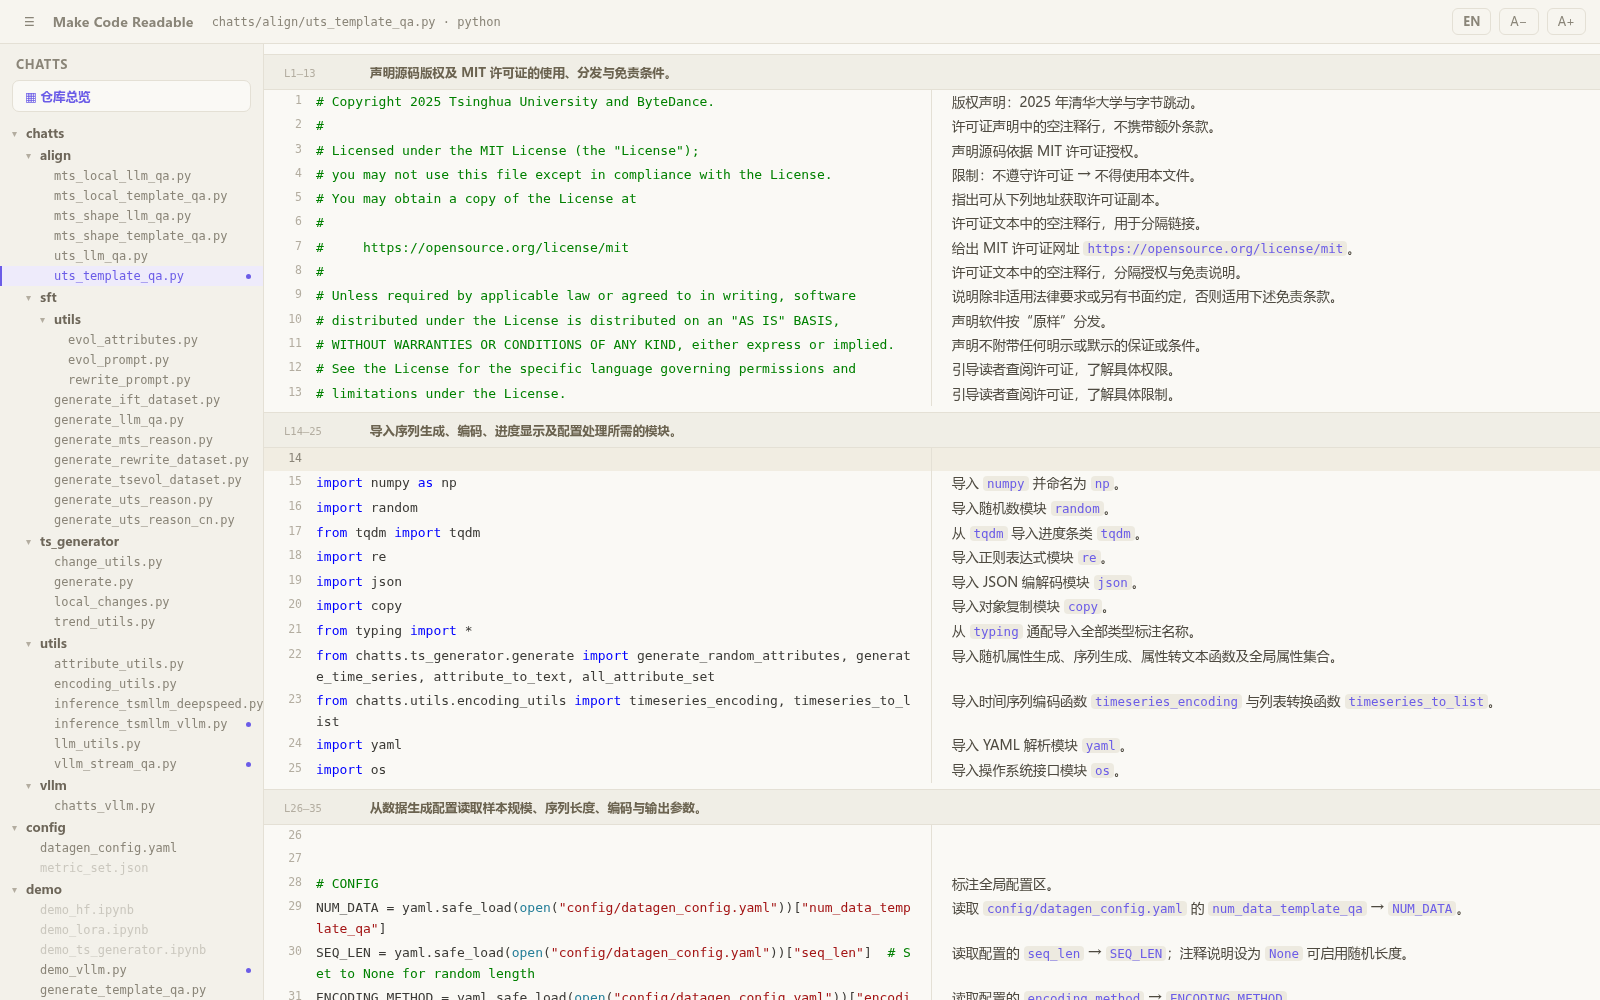 ☰ Make Code Readable chatts/align/uts_template_qa.py · python EN A− A+
CHATTS
▦ 仓库总览
▾ chatts
▾ align
mts_local_llm_qa.py
mts_local_template_qa.py
mts_shape_llm_qa.py
mts_shape_template_qa.py
uts_llm_qa.py
uts_template_qa.py
▾ sft
▾ utils
evol_attributes.py
evol_prompt.py
rewrite_prompt.py
generate_ift_dataset.py
generate_llm_qa.py
generate_mts_reason.py
generate_rewrite_dataset.py
generate_tsevol_dataset.py
generate_uts_reason.py
generate_uts_reason_cn.py
▾ ts_generator
change_utils.py
generate.py
local_changes.py
trend_utils.py
▾ utils
attribute_utils.py
encoding_utils.py
inference_tsmllm_deepspeed.py
inference_tsmllm_vllm.py
llm_utils.py
vllm_stream_qa.py
▾ vllm
chatts_vllm.py
▾ config
datagen_config.yaml
metric_set.json
▾ demo
demo_hf.ipynb
demo_lora.ipynb
demo_ts_generator.ipynb
demo_vllm.py
generate_template_qa.py
L1–13 声明源码版权及 MIT 许可证的使用、分发与免责条件。
1 # Copyright 2025 Tsinghua University and ByteDance. 版权声明：2025 年清华大学与字节跳动。
2 # 许可证声明中的空注释行，不携带额外条款。
3 # Licensed under the MIT License (the "License"); 声明源码依据 MIT 许可证授权。
4 # you may not use this file except in compliance with the License. 限制：不遵守许可证 → 不得使用本文件。
5 # You may obtain a copy of the License at 指出可从下列地址获取许可证副本。
6 # 许可证文本中的空注释行，用于分隔链接。
7 #     https://opensource.org/license/mit 给出 MIT 许可证网址 https://opensource.org/license/mit。
8 # 许可证文本中的空注释行，分隔授权与免责说明。
9 # Unless required by applicable law or agreed to in writing, software 说明除非适用法律要求或另有书面约定，否则适用下述免责条款。
10 # distributed under the License is distributed on an "AS IS" BASIS, 声明软件按“原样”分发。
11 # WITHOUT WARRANTIES OR CONDITIONS OF ANY KIND, either express or implied. 声明不附带任何明示或默示的保证或条件。
12 # See the License for the specific language governing permissions and 引导读者查阅许可证，了解具体权限。
13 # limitations under the License. 引导读者查阅许可证，了解具体限制。
L14–25 导入序列生成、编码、进度显示及配置处理所需的模块。
14
15 import numpy as np 导入 numpy 并命名为 np。
16 import random 导入随机数模块 random。
17 from tqdm import tqdm 从 tqdm 导入进度条类 tqdm。
18 import re 导入正则表达式模块 re。
19 import json 导入 JSON 编解码模块 json。
20 import copy 导入对象复制模块 copy。
21 from typing import * 从 typing 通配导入全部类型标注名称。
22 from chatts.ts_generator.generate import generate_random_attributes, generat 导入随机属性生成、序列生成、属性转文本函数及全局属性集合。
e_time_series, attribute_to_text, all_attribute_set
23 from chatts.utils.encoding_utils import timeseries_encoding, timeseries_to_l 导入时间序列编码函数 timeseries_encoding 与列表转换函数 timeseries_to_list。
ist
24 import yaml 导入 YAML 解析模块 yaml。
25 import os 导入操作系统接口模块 os。
L26–35 从数据生成配置读取样本规模、序列长度、编码与输出参数。
26
27
28 # CONFIG 标注全局配置区。
29 NUM_DATA = yaml.safe_load(open("config/datagen_config.yaml"))["num_data_temp 读取 config/datagen_config.yaml 的 num_data_template_qa → NUM_DATA。
late_qa"]
30 SEQ_LEN = yaml.safe_load(open("config/datagen_config.yaml"))["seq_len"]  # S 读取配置的 seq_len → SEQ_LEN；注释说明设为 None 可启用随机长度。
et to None for random length
31 ENCODING_METHOD = yaml.safe_load(open("config/datagen_config.yaml"))["encodi 读取配置的 encoding_method → ENCODING_METHOD